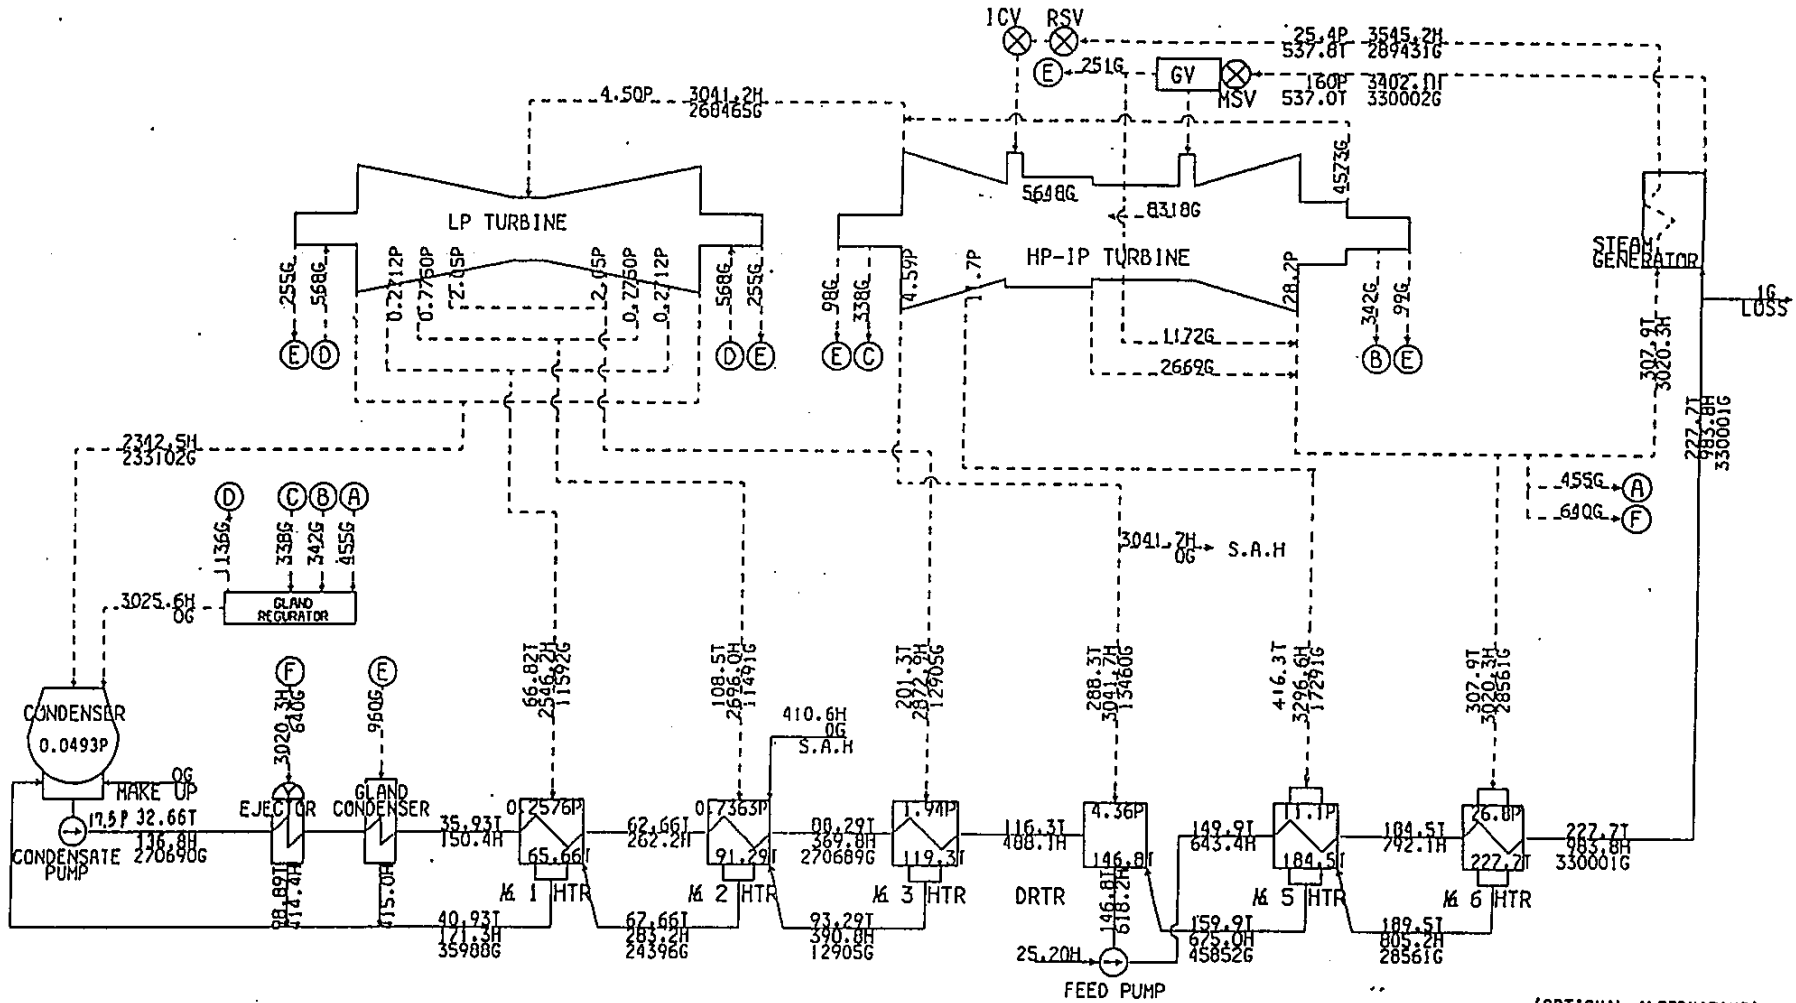 ICV RSV
25.4P 3545.2H
537.8T 289431G
E 251G GV
MSV
160P 3402.1H
537.0T 330002G
4.50P 3041.2H
268465G
4573G
5648G
8318G
LP TURBINE
HP-IP TURBINE
STEAM
GENERATOR
1G
LOSS
255G
568G
0.2712P
0.7760P
2.05P
2.05P
0.7760P
0.2712P
568G
255G
98G
338G
4.59P
11.7P
28.2P
342G
99G
E D
D E
E C
B E
1172G
2669G
307.9T
3020.3H
227.7T
983.8H
330001G
2342.5H
233102G
D C B A
1136G
338G
342G
455G
455G A
640G F
3041.7H
0G S.A.H
3025.6H
0G
GLAND
REGURATOR
F E
3020.3H
640G
960G
66.82T
2546.2H
11592G
108.5T
2696.0H
11491G
201.3T
2872.6H
12905G
288.3T
3041.7H
13460G
416.3T
3296.6H
17291G
307.9T
3020.3H
28561G
410.6H
0G
S.A.H
CONDENSER
0.0493P
0G
MAKE UP
EJECTOR
GLAND
CONDENSER
0.2576P
0.7363P
1.94P
4.36P
11.1P
26.8P
17.5P 32.66T
136.8H
270690G
35.93T
150.4H
62.66T
262.2H
88.29T
369.8H
270689G
116.3T
488.1H
149.9T
643.4H
184.5T
792.1H
227.7T
983.8H
330001G
65.66T
91.29T
119.3T
146.8T
184.5T
227.7T
CONDENSATE
PUMP
98.89T
414.4H
415.0H
№ 1 HTR
№ 2 HTR
№ 3 HTR
DRTR
146.8T
618.2H
№ 5 HTR
№ 6 HTR
40.93T
171.3H
35988G
67.66T
283.2H
24396G
93.29T
390.8H
12905G
159.9T
675.0H
45852G
189.5T
805.2H
28561G
25.20H
FEED PUMP